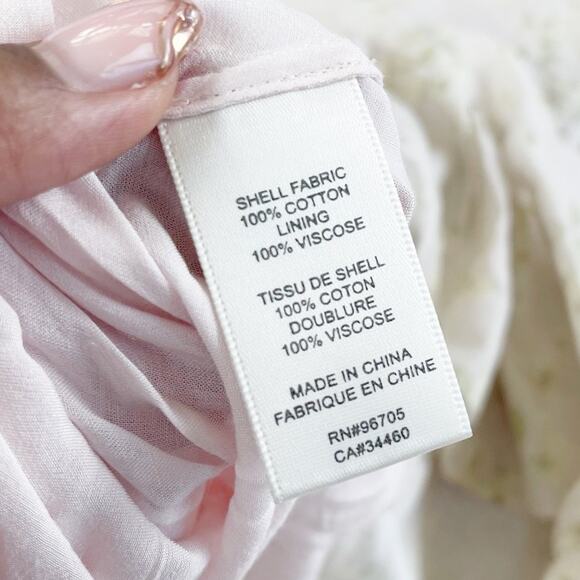 SHELL FABRIC
100% COTTON
LINING
100% VISCOSE
TISSU DE SHELL
100% COTON
DOUBLURE
100% VISCOSE
MADE IN CHINA
FABRIQUE EN CHINE
RN#96705
CA#34460